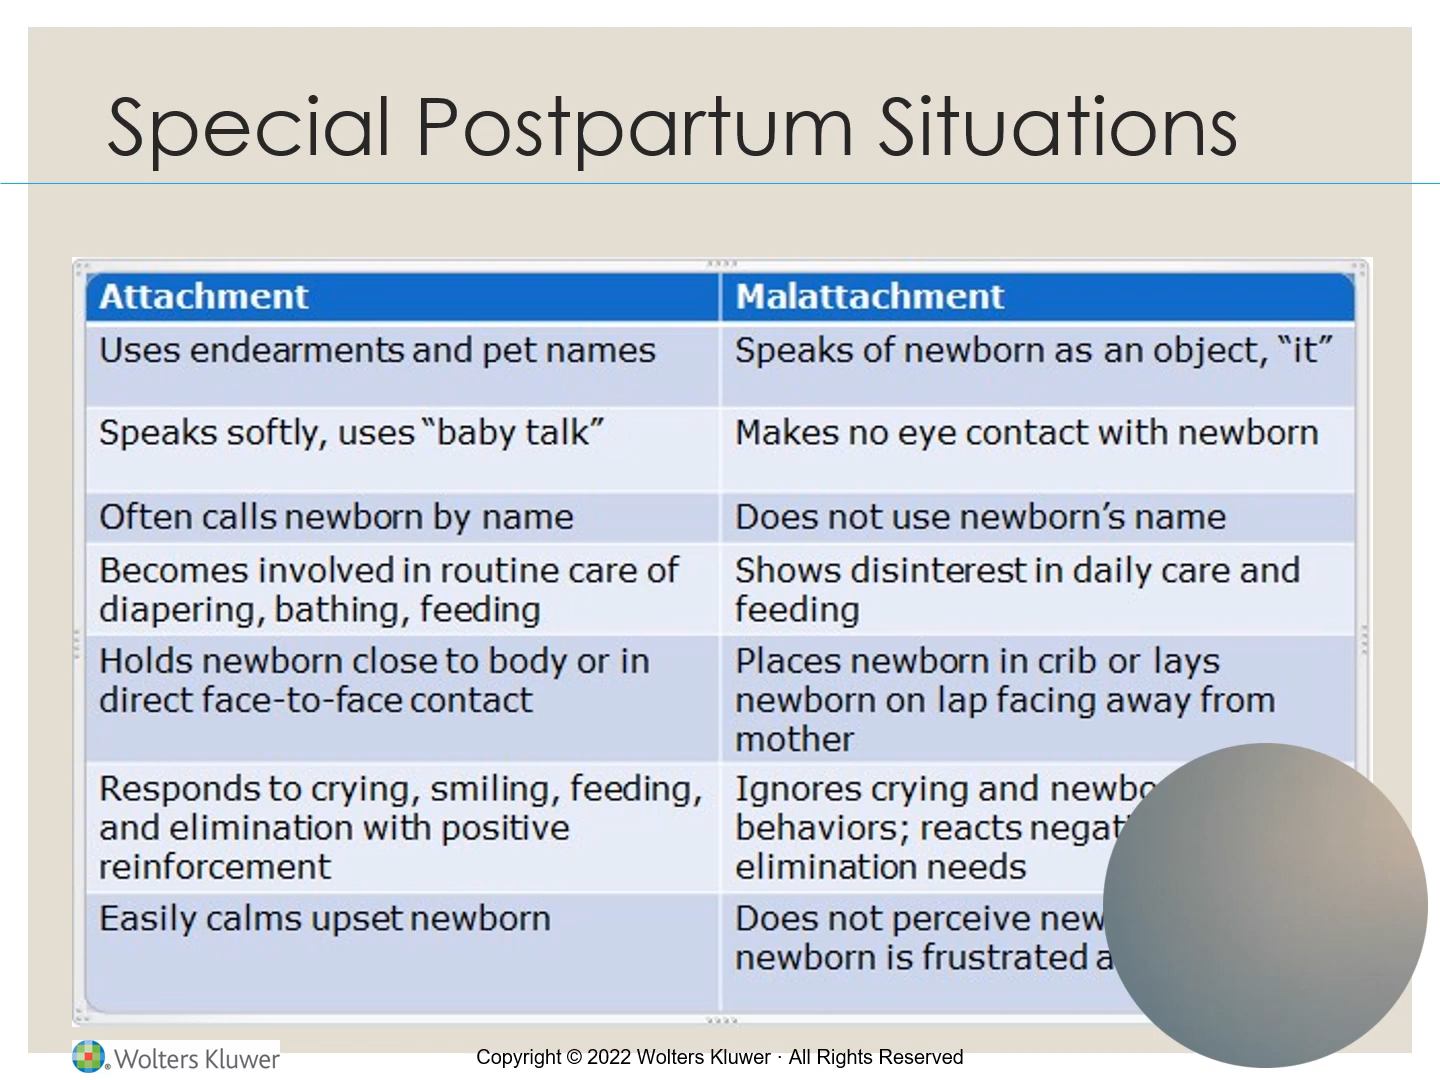 Special Postpartum Situations
Attachment
Malattachment
Uses endearments and pet names
Speaks of newborn as an object, “it”
Speaks softly, uses “baby talk”
Makes no eye contact with newborn
Often calls newborn by name
Does not use newborn’s name
Becomes involved in routine care of
diapering, bathing, feeding
Shows disinterest in daily care and
feeding
Holds newborn close to body or in
direct face-to-face contact
Places newborn in crib or lays
newborn on lap facing away from
mother
Responds to crying, smiling, feeding,
and elimination with positive
reinforcement
Ignores crying and
behaviors; reacts
elimination needs
Easily calms upset newborn
Does not perceive
newborn is frustrated
Wolters Kluwer
Copyright © 2022 Wolters Kluwer · All Rights Reserved